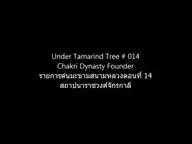 Under Tamarind Tree # 014
Chakri Dynasty Founder
รายการต้นมะขามสนามหลวงตอนที่ 14
สถาปนาราชวงศ์จักรกาลี